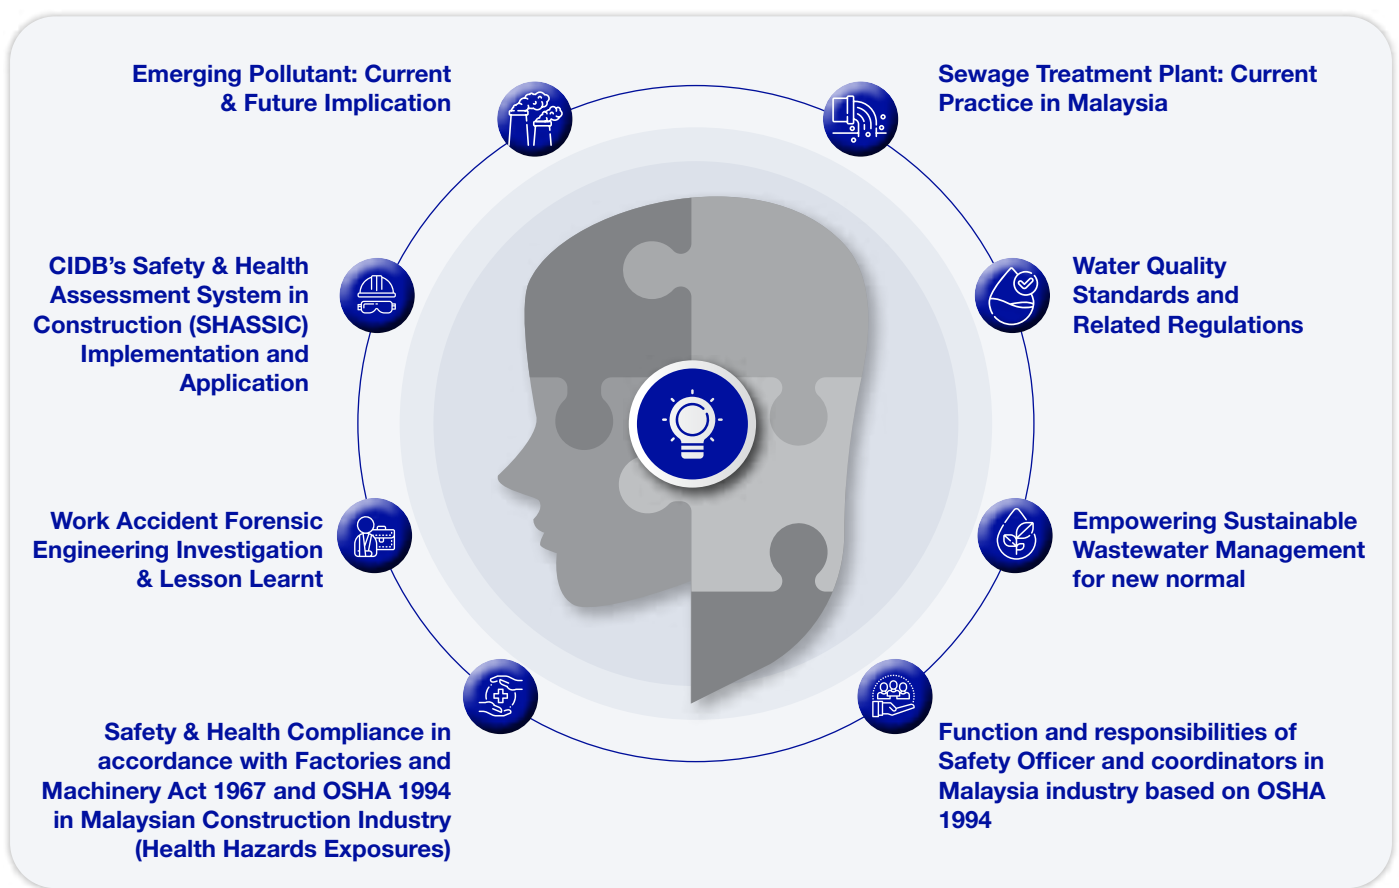 Emerging Pollutant: Current
& Future Implication
Sewage Treatment Plant: Current
Practice in Malaysia
CIDB's Safety & Health
Assessment System in
Construction (SHASSIC)
Implementation and
Application
Water Quality
Standards and
Related Regulations
Work Accident Forensic
Engineering Investigation
& Lesson Learnt
Empowering Sustainable
Wastewater Management
for new normal
Safety & Health Compliance in
accordance with Factories and
Machinery Act 1967 and OSHA 1994
in Malaysian Construction Industry
(Health Hazards Exposures)
Function and responsibilities of
Safety Officer and coordinators in
Malaysia industry based on OSHA
1994